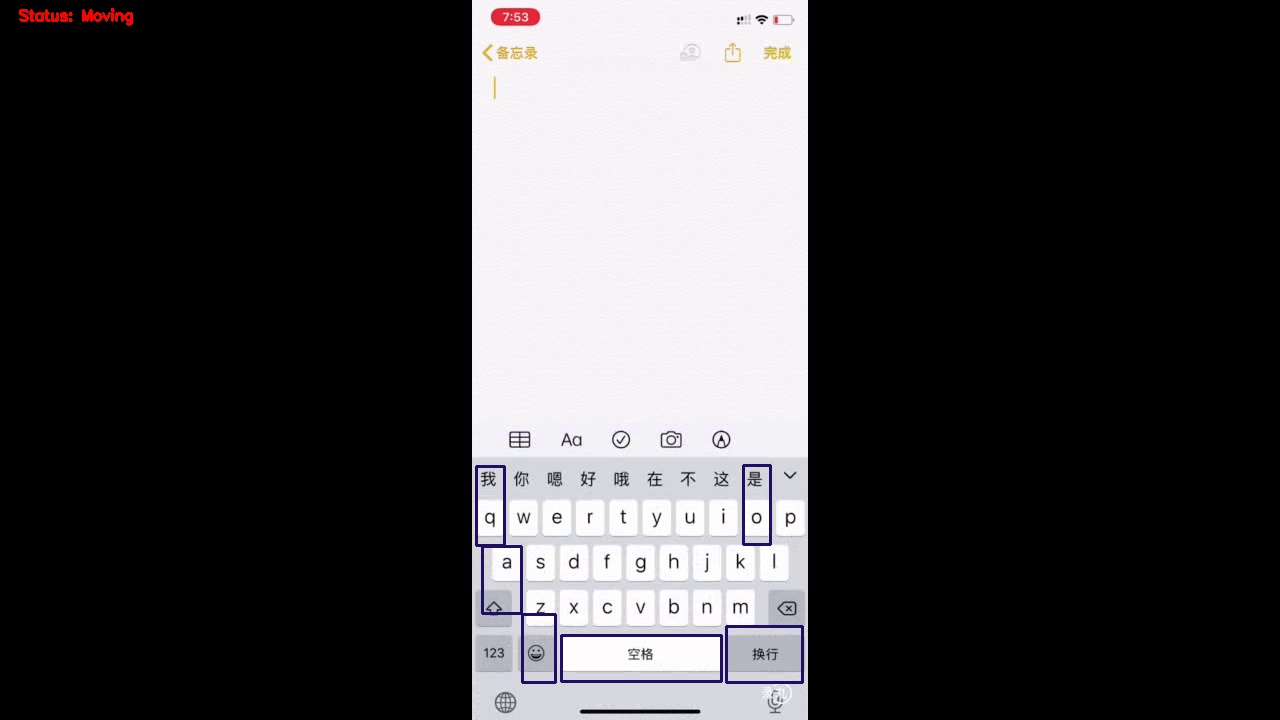 Status: Moving
7:53
备忘录
完成
Aa
我 你 嗯 好 哦 在 不 这 是
q w e r t y u i o p
a s d f g h j k l
z x c v b n m
123 空格 换行